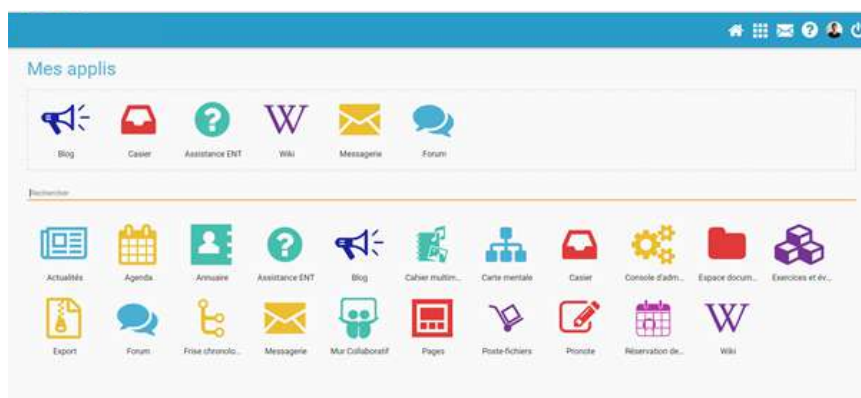 Mes applis
Blog Casier Assistance ENT Wiki Messagerie Forum
Rechercher
Actualités Agenda Annuaire Assistance ENT Blog Cahier multim... Carte mentale Casier Console d'adm... Espace docum... Exercices et év...
Export Forum Frise chronolo... Messagerie Mur Collaboratif Pages Poste-fichiers Pronote Réservation de... Wiki